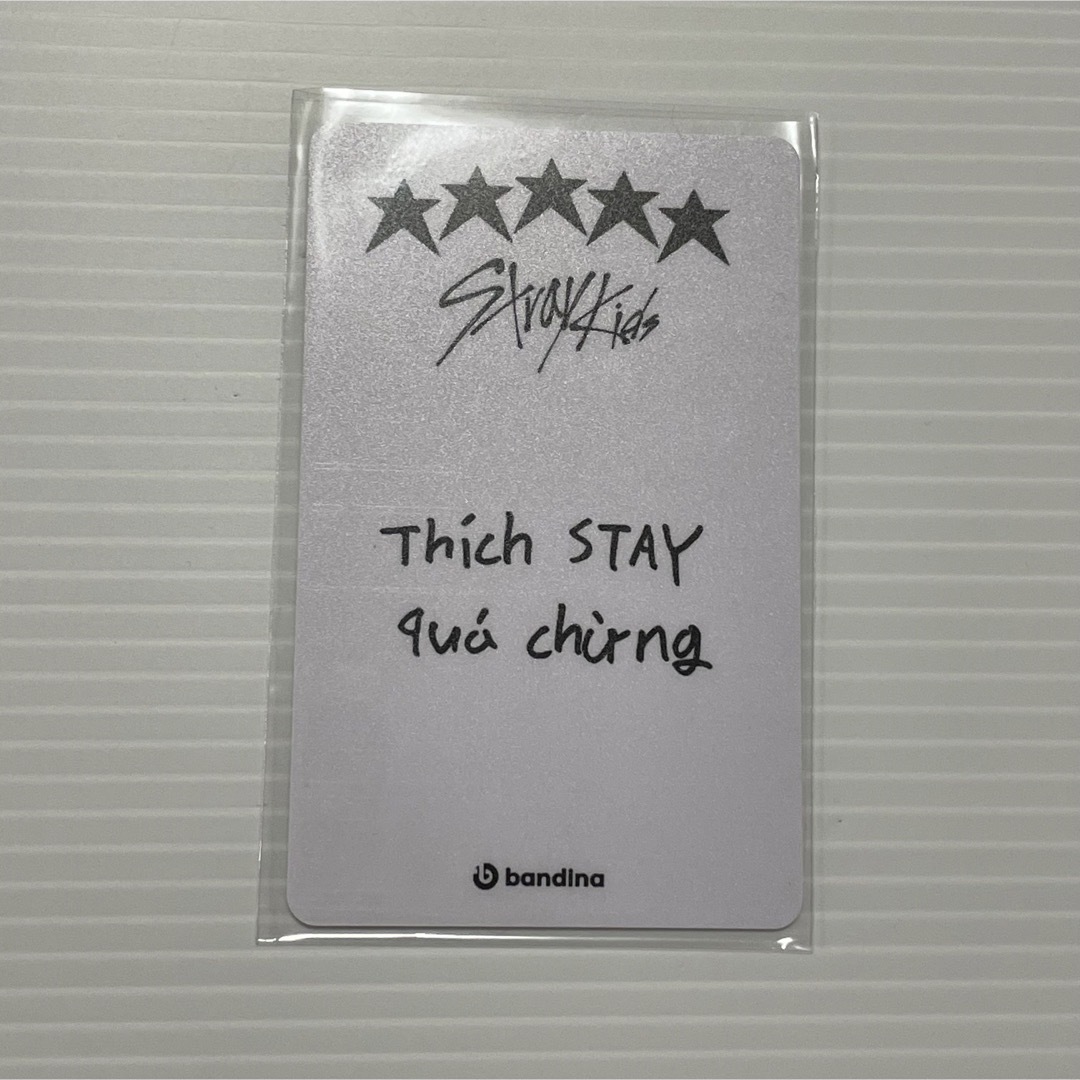 Stray Kids
Thích STAY
quá chừng
bandina